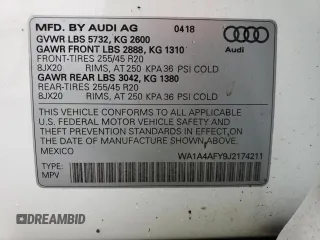 MFD. BY AUDI AG 0418
GVWR LBS 5732, KG 2600
GAWR FRONT LBS 2888, KG 1310
FRONT-TIRES 255/45 R20
8JX20 RIMS, AT 250 KPA 36 PSI COLD
GAWR REAR LBS 3042, KG 1380
REAR-TIRES 255/45 R20
8JX20 RIMS, AT 250 KPA 36 PSI COLD
Audi
THIS VEHICLE CONFORMS TO ALL APPLICABLE
U.S. FEDERAL MOTOR VEHICLE SAFETY, BUMPER,
AND THEFT PREVENTION STANDARDS IN EFFECT ON
THE DATE OF MANUFACTURE SHOWN ABOVE.
MEXICO WA1A4AFY9J2174211
TYPE:
MPV
DREAMBID